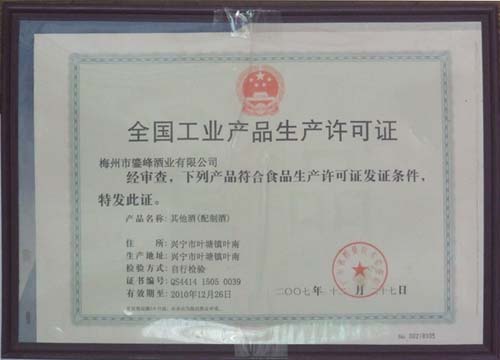 全国工业产品生产许可证
梅州市鎏峰酒业有限公司
经审查，下列产品符合食品生产许可证发证条件，
特发此证。
产品名称：其他酒(配制酒)
住 所：兴宁市叶塘镇叶南
生产地址：兴宁市叶塘镇叶南
检验方式：自行检验
证书编号：QS4414 1505 0039
有效期至：2010年12月26日
二〇〇七年 十二 月 二十七日